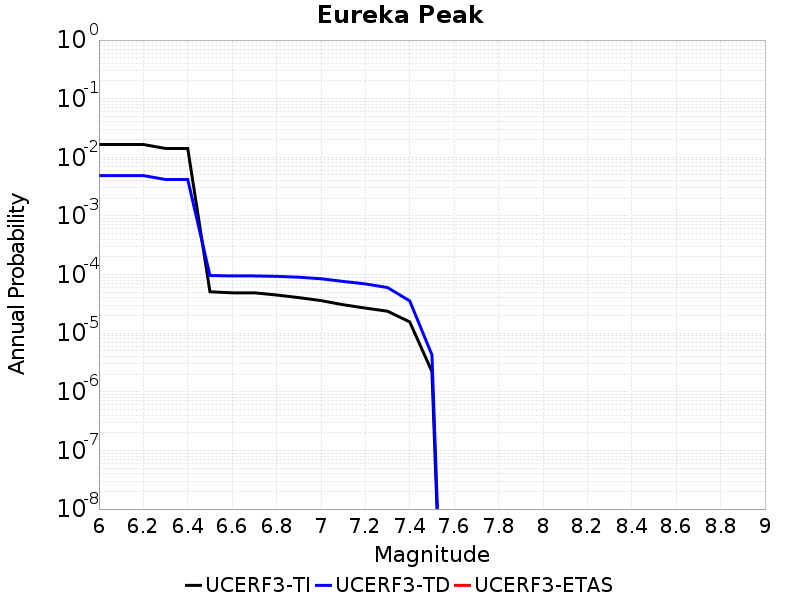 Eureka Peak
10^0
10^-1
10^-2
10^-3
10^-4
10^-5
10^-6
10^-7
10^-8
Annual Probability
6 6.2 6.4 6.6 6.8 7 7.2 7.4 7.6 7.8 8 8.2 8.4 8.6 8.8 9
Magnitude
UCERF3-TI UCERF3-TD UCERF3-ETAS